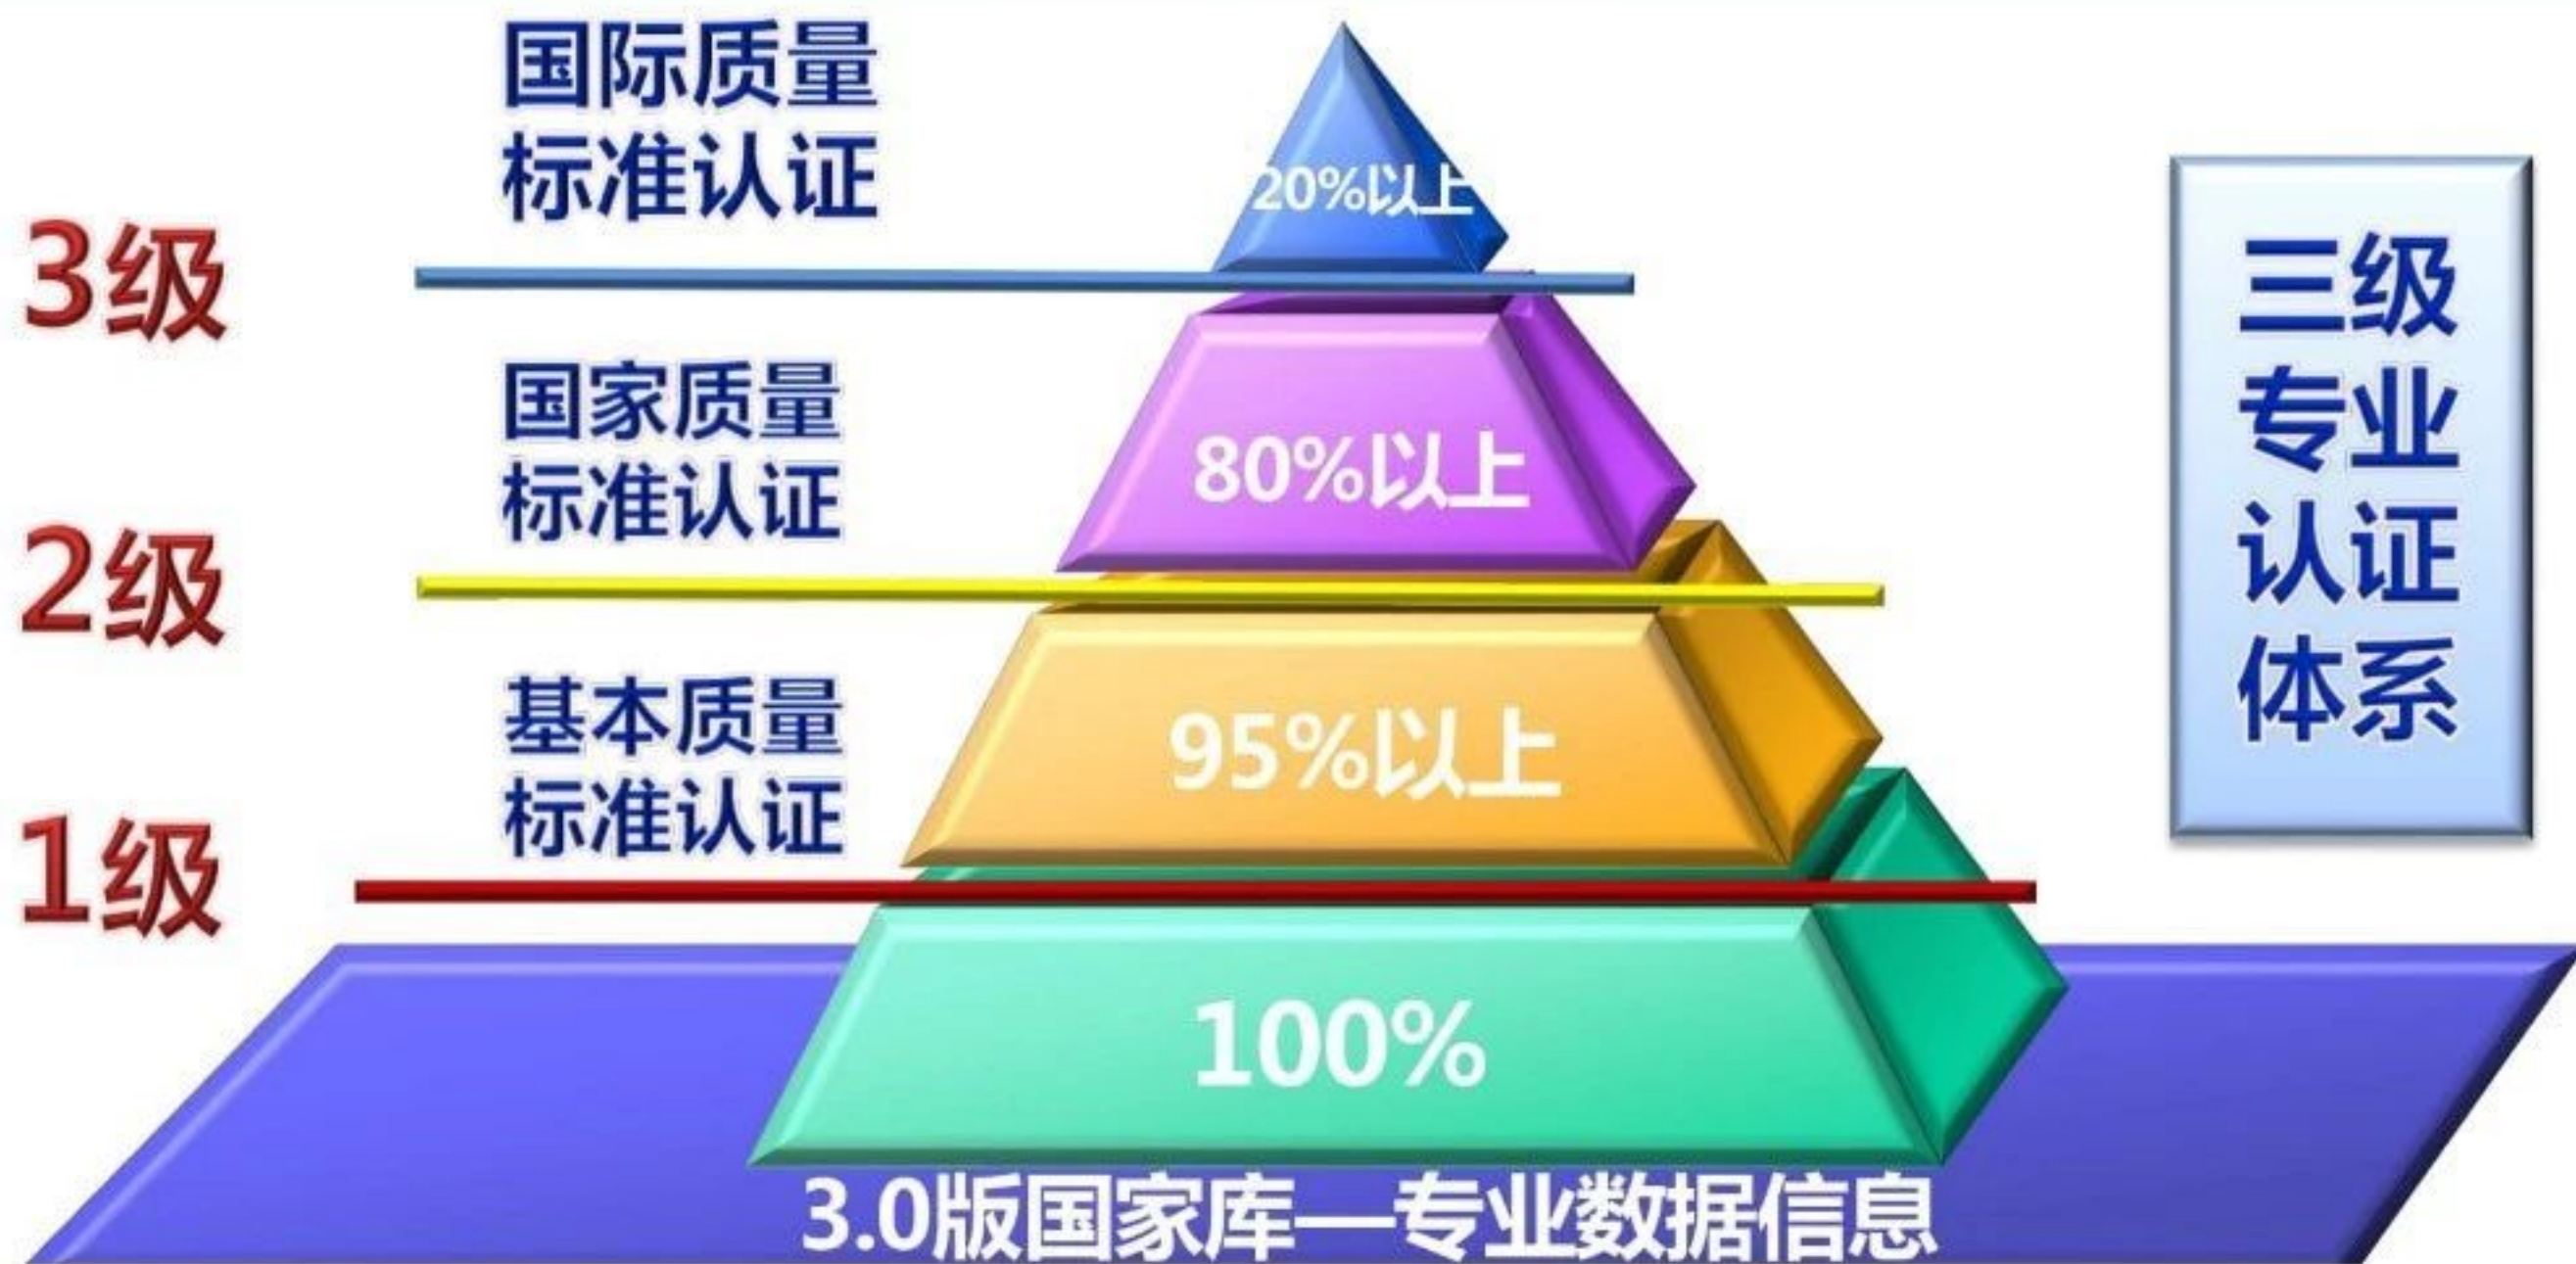 国际质量
标准认证
20%以上
3级
国家质量
标准认证
80%以上
2级
基本质量
标准认证
95%以上
1级
100%
3.0版国家库—专业数据信息
三级
专业
认证
体系